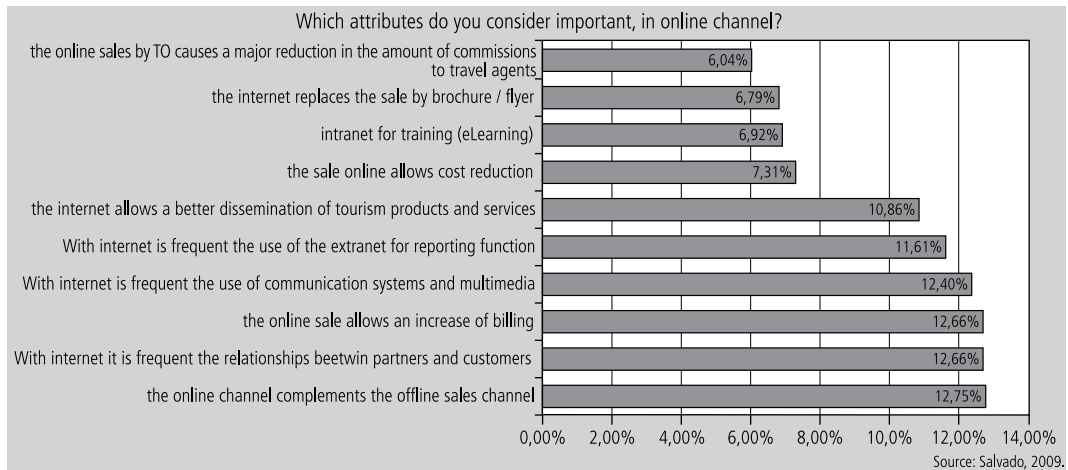 Which attributes do you consider important, in online channel?
the online sales by TO causes a major reduction in the amount of commissions
to travel agents
6,04%
the internet replaces the sale by brochure / flyer
6,79%
intranet for training (eLearning)
6,92%
the sale online allows cost reduction
7,31%
the internet allows a better dissemination of tourism products and services
10,86%
With internet is frequent the use of the extranet for reporting function
11,61%
With internet is frequent the use of communication systems and multimedia
12,40%
the online sale allows an increase of billing
12,66%
With internet it is frequent the relationships beetwin partners and customers
12,66%
the online channel complements the offline sales channel
12,75%
0,00% 2,00% 4,00% 6,00% 8,00% 10,0% 12,00% 14,00%
Source: Salvado, 2009.